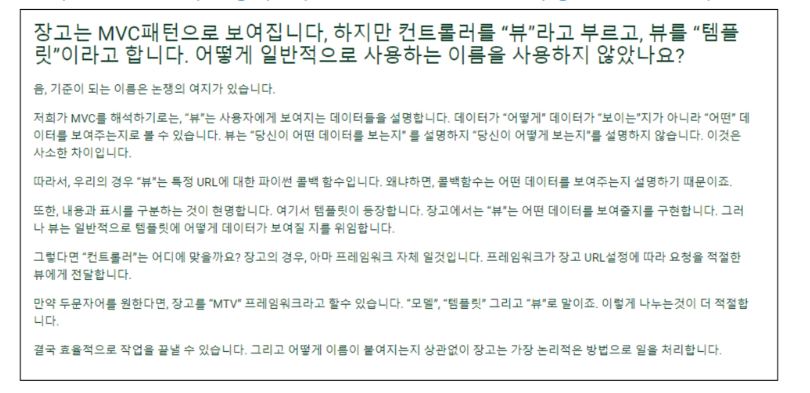 장고는 MVC패턴으로 보여집니다, 하지만 컨트롤러를 “뷰”라고 부르고, 뷰를 “템플
릿”이라고 합니다. 어떻게 일반적으로 사용하는 이름을 사용하지 않았나요?
음, 기준이 되는 이름은 논쟁의 여지가 있습니다.
저희가 MVC를 해석하기로는, “뷰”는 사용자에게 보여지는 데이터들을 설명합니다. 데이터가 “어떻게” 데이터가 “보이는”지가 아니라 “어떤” 데
이터를 보여주는지로 볼 수 있습니다. 뷰는 “당신이 어떤 데이터를 보는지” 를 설명하지 “당신이 어떻게 보는지”를 설명하지 않습니다. 이것은
사소한 차이입니다.
따라서, 우리의 경우 “뷰”는 특정 URL에 대한 파이썬 콜백 함수입니다. 왜냐하면, 콜백함수는 어떤 데이터를 보여주는지 설명하기 때문이죠.
또한, 내용과 표시를 구분하는 것이 현명합니다. 여기서 템플릿이 등장합니다. 장고에서는 “뷰”는 어떤 데이터를 보여줄지를 구현합니다. 그러
나 뷰는 일반적으로 템플릿에 어떻게 데이터가 보여질 지를 위임합니다.
그렇다면 “컨트롤러”는 어디에 맞을까요? 장고의 경우, 아마 프레임워크 자체 일것입니다. 프레임워크가 장고 URL설정에 따라 요청을 적절한
뷰에게 전달합니다.
만약 두문자어를 원한다면, 장고를 “MTV” 프레임워크라고 할수 있습니다. “모델”, “템플릿” 그리고 “뷰”로 말이죠. 이렇게 나누는것이 더 적절합
니다.
결국 효율적으로 작업을 끝낼 수 있습니다. 그리고 어떻게 이름이 붙여지는지 상관없이 장고는 가장 논리적은 방법으로 일을 처리합니다.